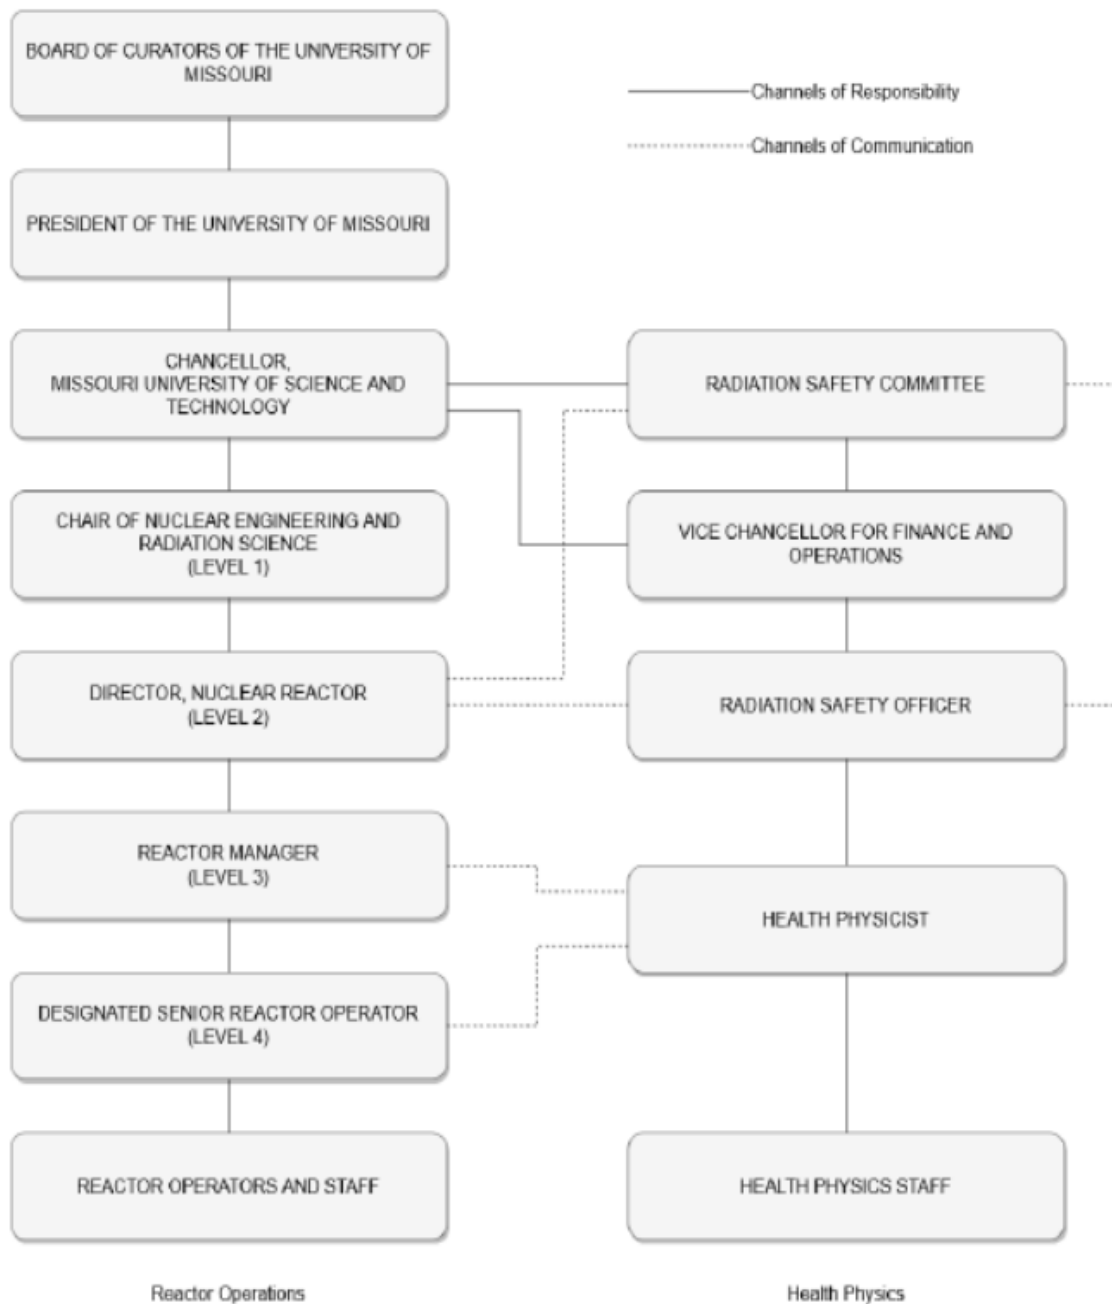 BOARD OF CURATORS OF THE UNIVERSITY OF
MISSOURI
Channels of Responsibility
Channels of Communication
PRESIDENT OF THE UNIVERSITY OF MISSOURI
CHANCELLOR,
MISSOURI UNIVERSITY OF SCIENCE AND
TECHNOLOGY
RADIATION SAFETY COMMITTEE
CHAIR OF NUCLEAR ENGINEERING AND
RADIATION SCIENCE
(LEVEL 1)
VICE CHANCELLOR FOR FINANCE AND
OPERATIONS
DIRECTOR, NUCLEAR REACTOR
(LEVEL 2)
RADIATION SAFETY OFFICER
REACTOR MANAGER
(LEVEL 3)
HEALTH PHYSICIST
DESIGNATED SENIOR REACTOR OPERATOR
(LEVEL 4)
REACTOR OPERATORS AND STAFF
HEALTH PHYSICS STAFF
Reactor Operations
Health Physics